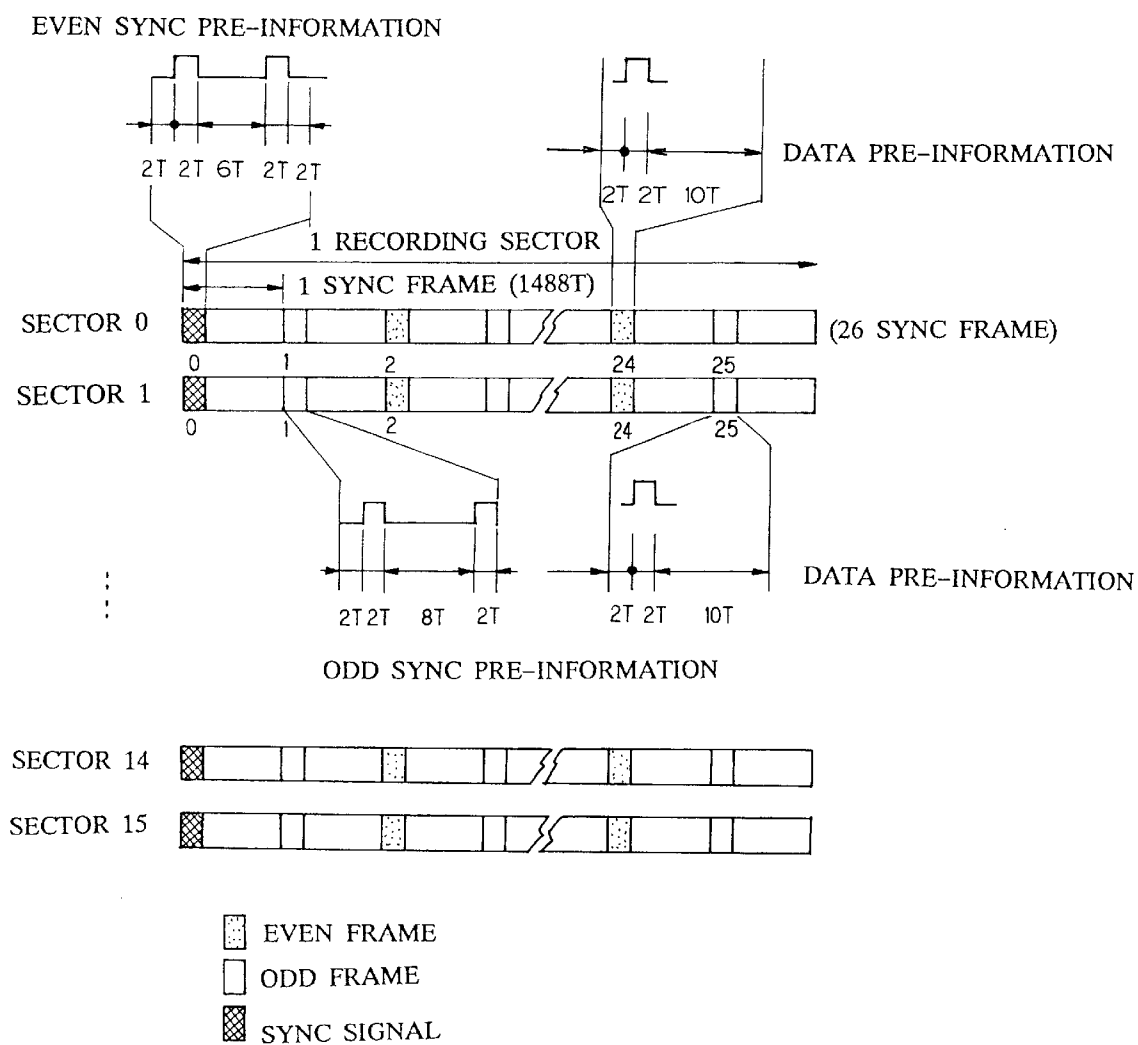 EVEN SYNC PRE-INFORMATION
2T 2T 6T 2T 2T
DATA PRE-INFORMATION
2T 2T 10T
1 RECORDING SECTOR
1 SYNC FRAME (1488T)
SECTOR 0
(26 SYNC FRAME)
0 1 2 24 25
SECTOR 1
0 1 2 24 25
DATA PRE-INFORMATION
2T 2T 8T 2T
2T 2T 10T
ODD SYNC PRE-INFORMATION
SECTOR 14
SECTOR 15
EVEN FRAME
ODD FRAME
SYNC SIGNAL